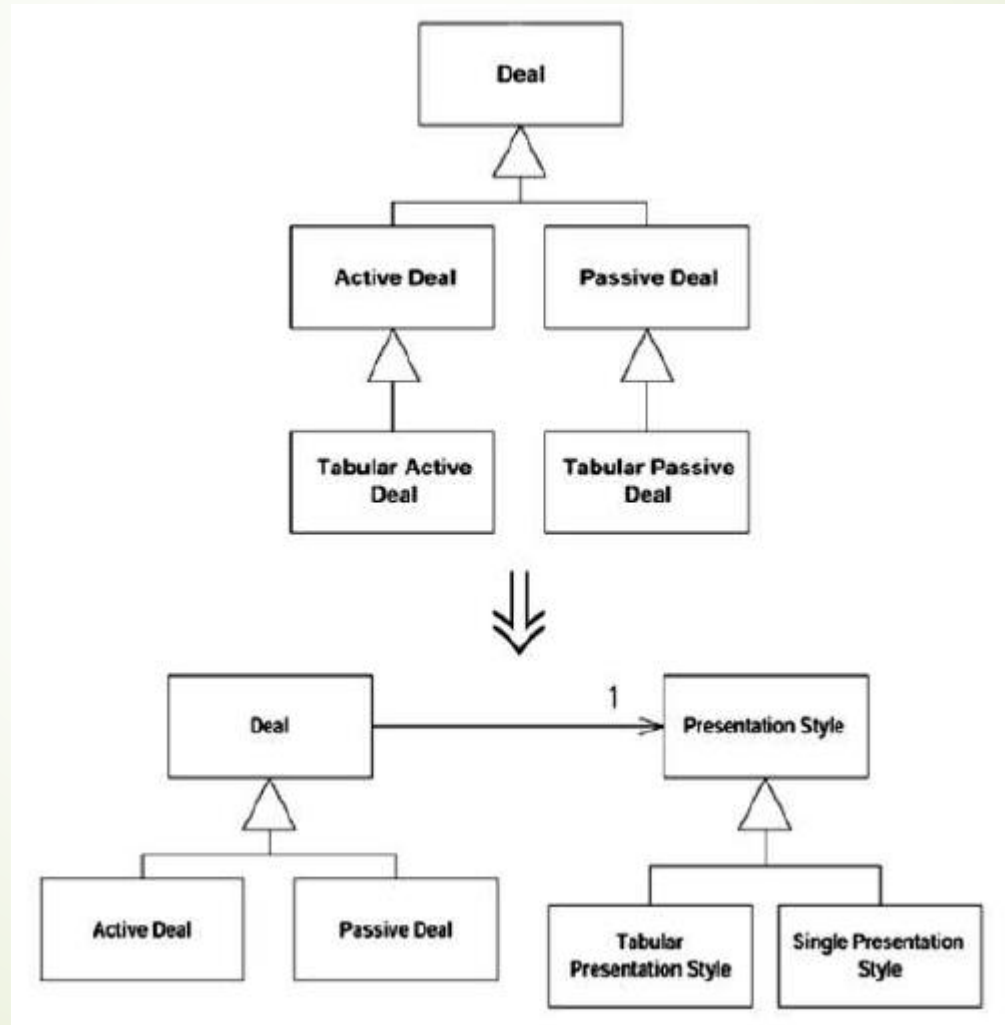 Deal
Active Deal
Passive Deal
Tabular Active
Deal
Tabular Passive
Deal
1
Deal
Presentation Style
Active Deal
Passive Deal
Tabular
Presentation Style
Single Presentation
Style